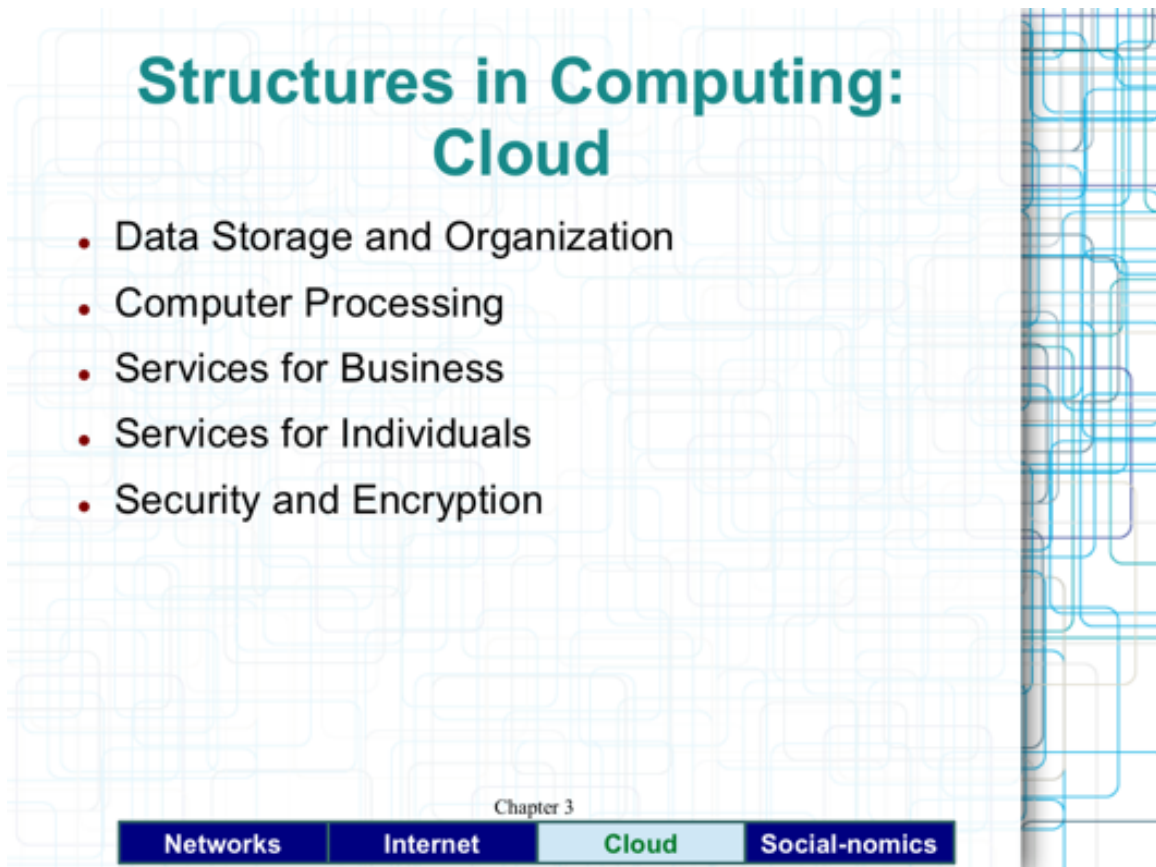 Structures in Computing:
Cloud
Data Storage and Organization
Computer Processing
Services for Business
Services for Individuals
Security and Encryption
Chapter 3
Networks Internet Cloud Social-nomics